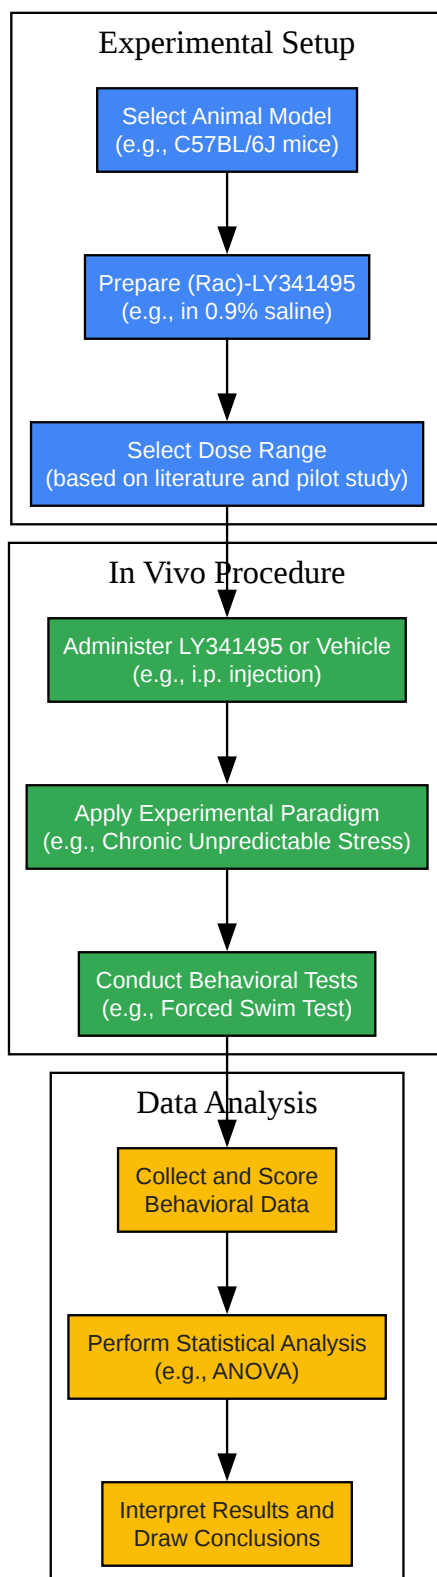 Experimental Setup
Select Animal Model
(e.g., C57BL/6J mice)
Prepare (Rac)-LY341495
(e.g., in 0.9% saline)
Select Dose Range
(based on literature and pilot study)
In Vivo Procedure
Administer LY341495 or Vehicle
(e.g., i.p. injection)
Apply Experimental Paradigm
(e.g., Chronic Unpredictable Stress)
Conduct Behavioral Tests
(e.g., Forced Swim Test)
Data Analysis
Collect and Score
Behavioral Data
Perform Statistical Analysis
(e.g., ANOVA)
Interpret Results and
Draw Conclusions